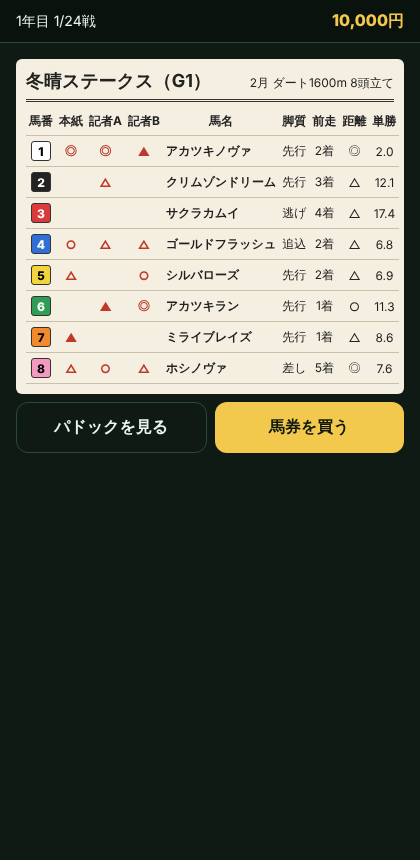 1年目 1/24戦 10,000円
冬晴ステークス（G1） 2月 ダート1600m 8頭立て
馬番 本紙 記者A 記者B 馬名 脚質 前走 距離 単勝
1 ◎ ◎ ▲ アカツキノヴァ 先行 2着 ◎ 2.0
2 △ クリムゾンドリーム 先行 3着 △ 12.1
3 サクラカムイ 逃げ 4着 △ 17.4
4 ○ △ △ ゴールドフラッシュ 追込 2着 △ 6.8
5 △ ○ シルバローズ 先行 2着 △ 6.9
6 ▲ ◎ アカツキラン 先行 1着 ○ 11.3
7 ▲ ミライブレイズ 先行 1着 △ 8.6
8 △ ○ △ ホシノヴァ 差し 5着 ◎ 7.6
パドックを見る 馬券を買う